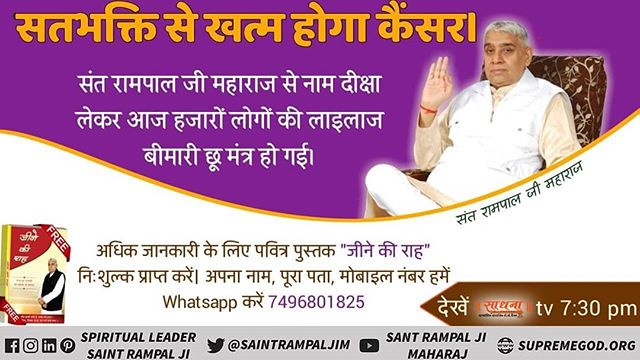 सतभक्ति से खत्म होगा कैंसर।
संत रामपाल जी महाराज से नाम दीक्षा
लेकर आज हजारों लोगों की लाइलाज
बीमारी छू मंत्र हो गई।
संत रामपाल जी महाराज
FREE
जीने
की
राह
FREE
अधिक जानकारी के लिए पवित्र पुस्तक "जीने की राह"
नि:शुल्क प्राप्त करें। अपना नाम, पूरा पता, मोबाइल नंबर हमें
Whatsapp करें 7496801825
देखें साधना tv 7:30 pm
SPIRITUAL LEADER
SAINT RAMPAL JI
@SAINTRAMPALJIM
SANT RAMPAL JI
MAHARAJ
SUPREMEGOD.ORG